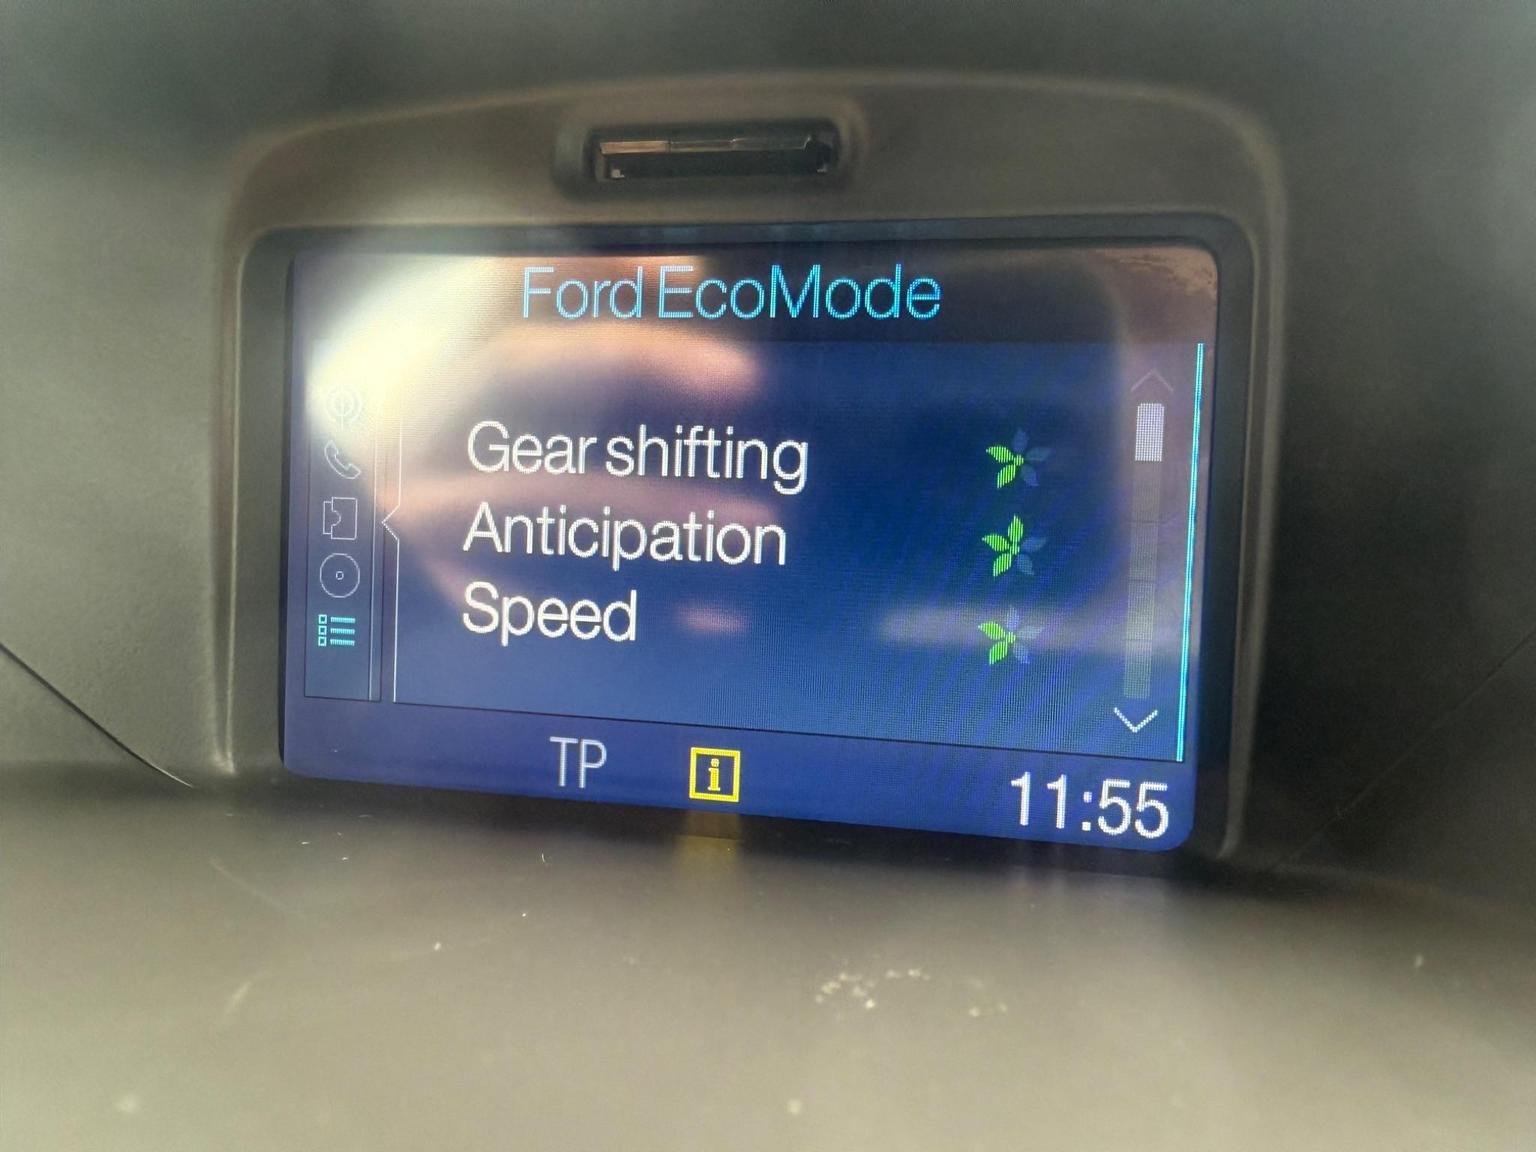 Ford EcoMode
Gear shifting
Anticipation
Speed
TP
i
11:55